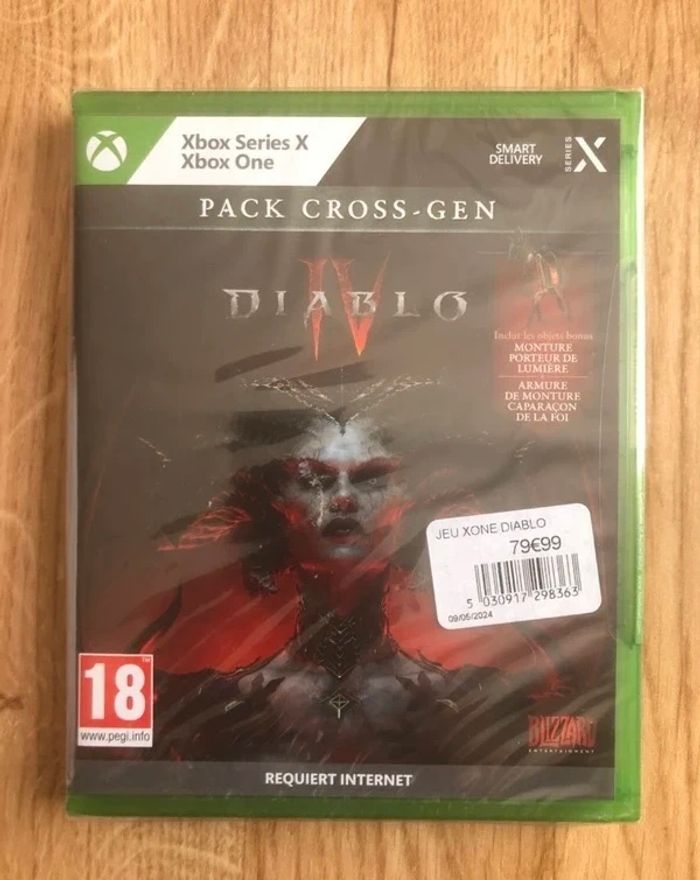 Xbox Series X
Xbox One
SMART
DELIVERY
SERIES
X
PACK CROSS-GEN
DIABLO
IV
Inclut les objets bonus
MONTURE
PORTEUR DE
LUMIÈRE
+
ARMURE
DE MONTURE
CAPARAÇON
DE LA FOI
JEU XONE DIABLO
79€99
5 030917 298363
09/05/2024
18
TM
www.pegi.info
BLIZZARD
ENTERTAINMENT
REQUIERT INTERNET